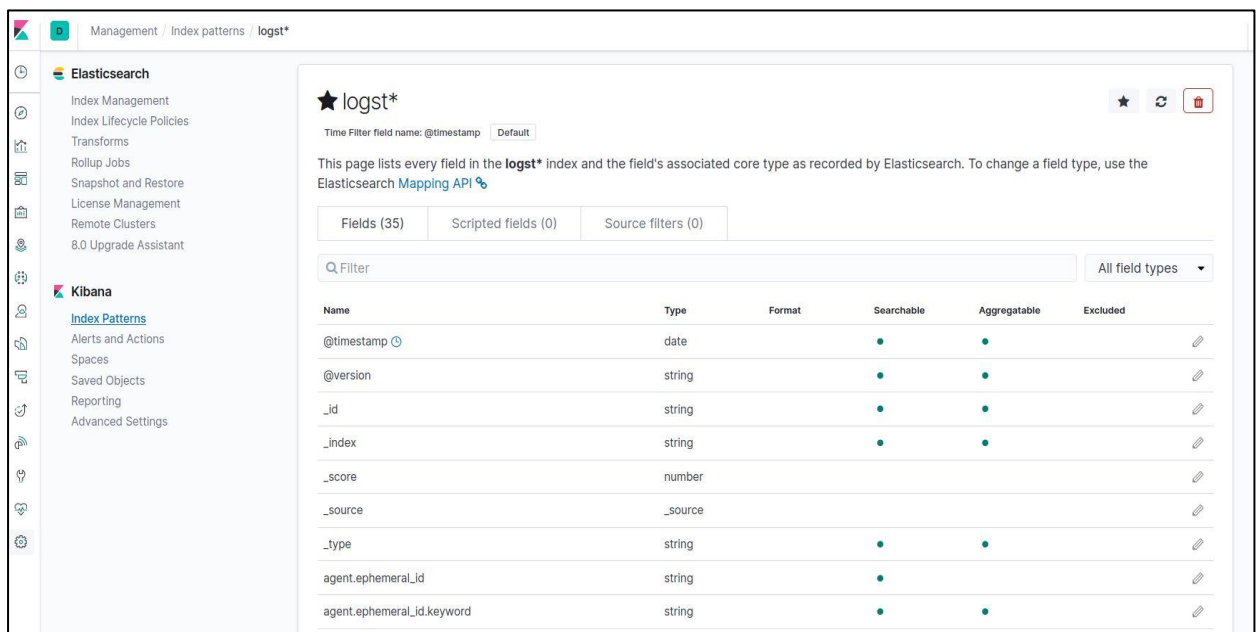 D Management / Index patterns / logst*
Elasticsearch
Index Management
Index Lifecycle Policies
Transforms
Rollup Jobs
Snapshot and Restore
License Management
Remote Clusters
8.0 Upgrade Assistant
Kibana
Index Patterns
Alerts and Actions
Spaces
Saved Objects
Reporting
Advanced Settings
logst*
Time Filter field name: @timestamp Default
This page lists every field in the logst* index and the field's associated core type as recorded by Elasticsearch. To change a field type, use the
Elasticsearch Mapping API
Fields (35) Scripted fields (0) Source filters (0)
Filter All field types
Name Type Format Searchable Aggregatable Excluded
@timestamp date
@version string
_id string
_index string
_score number
_source _source
_type string
agent.ephemeral_id string
agent.ephemeral_id.keyword string